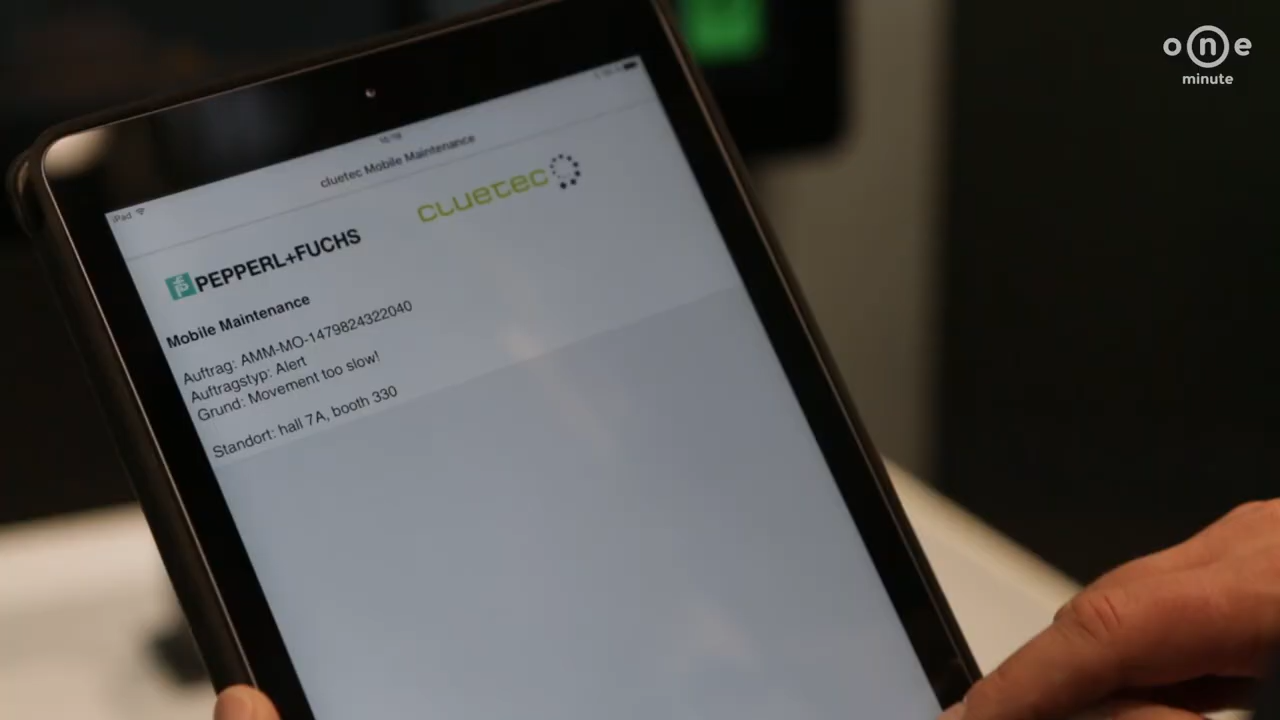 one
minute
iPad
cluetec Mobile Maintenance
cluetec
PEPPERL+FUCHS
Mobile Maintenance
Auftrag: AMM-MO-1479824322040
Auftragstyp: Alert
Grund: Movement too slow!
Standort: hall 7A, booth 330